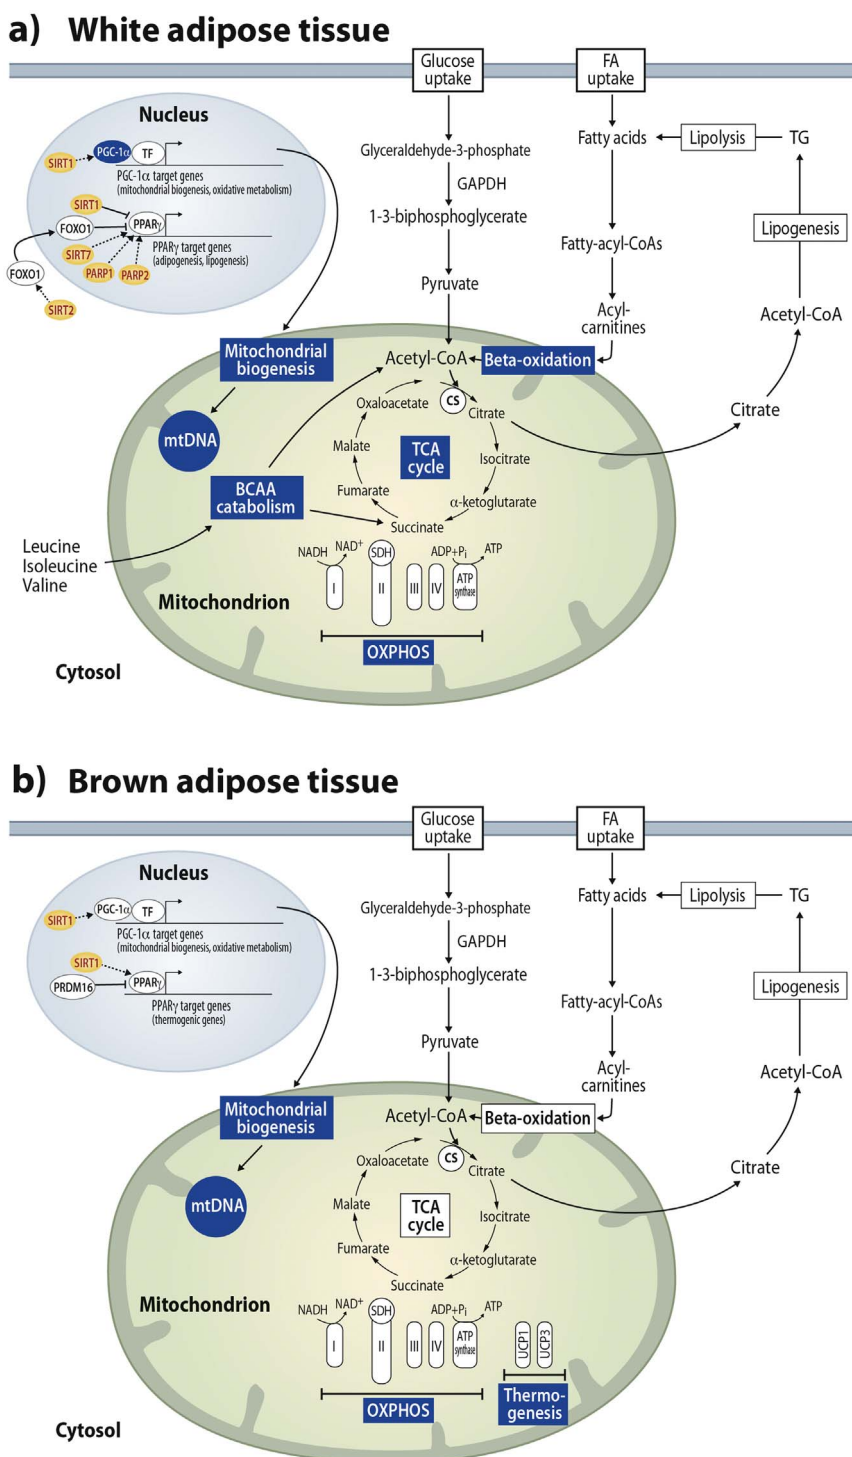 a) White adipose tissue
Glucose
uptake
FA
uptake
Nucleus
SIRT1
PGC-1α
TF
PGC-1α target genes
(mitochondrial biogenesis, oxidative metabolism)
SIRT1
FOXO1
PPARγ
SIRT7
PPARγ target genes
(adipogenesis, lipogenesis)
PARP1
PARP2
FOXO1
SIRT2
Glyceraldehyde-3-phosphate
GAPDH
1-3-biphosphoglycerate
Pyruvate
Fatty acids
Lipolysis
TG
Lipogenesis
Fatty-acyl-CoAs
Acyl-
carnitines
Acetyl-CoA
Citrate
Mitochondrial
biogenesis
Acetyl-CoA
Beta-oxidation
mtDNA
Oxaloacetate
CS
Citrate
Malate
TCA
cycle
Isocitrate
BCAA
catabolism
Fumarate
α-ketoglutarate
Succinate
Leucine
Isoleucine
Valine
NADH
NAD+
SDH
ADP+Pi
ATP
I
II
III
IV
ATP
synthase
Mitochondrion
OXPHOS
Cytosol
b) Brown adipose tissue
Glucose
uptake
FA
uptake
Nucleus
SIRT1
PGC-1α
TF
PGC-1α target genes
(mitochondrial biogenesis, oxidative metabolism)
SIRT1
PRDM16
PPARγ
PPARγ target genes
(thermogenic genes)
Glyceraldehyde-3-phosphate
GAPDH
1-3-biphosphoglycerate
Pyruvate
Fatty acids
Lipolysis
TG
Lipogenesis
Fatty-acyl-CoAs
Acyl-
carnitines
Acetyl-CoA
Citrate
Mitochondrial
biogenesis
Acetyl-CoA
Beta-oxidation
mtDNA
Oxaloacetate
CS
Citrate
Malate
TCA
cycle
Isocitrate
Fumarate
α-ketoglutarate
Succinate
Mitochondrion
NADH
NAD+
SDH
ADP+Pi
ATP
I
II
III
IV
ATP
synthase
UCP1
UCP3
OXPHOS
Thermo-
genesis
Cytosol